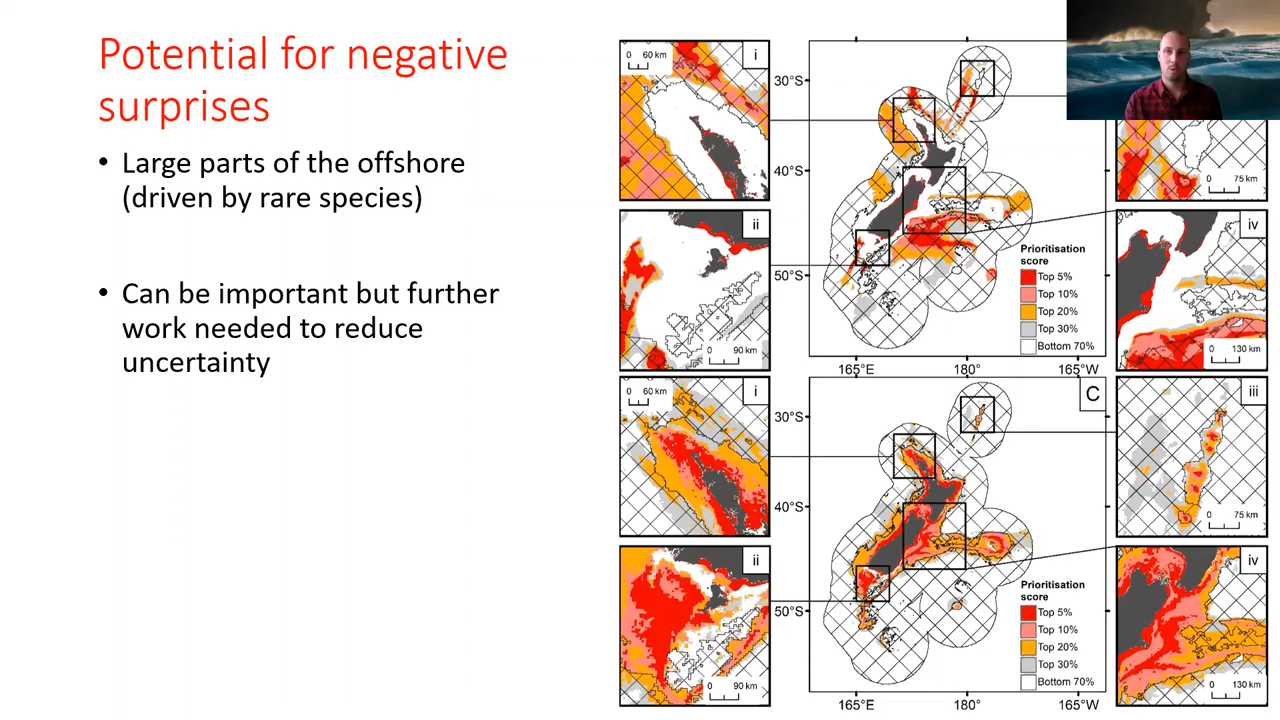 Potential for negative
surprises
• Large parts of the offshore
(driven by rare species)
• Can be important but further
work needed to reduce
uncertainty
0 60 km
i
ii
0 90 km
30°S
40°S
50°S
165°E
180°
165°W
Prioritisation
score
Top 5%
Top 10%
Top 20%
Top 30%
Bottom 70%
0 75 km
iv
0 130 km
0 60 km
i
ii
0 90 km
C
30°S
40°S
50°S
165°E
180°
165°W
Prioritisation
score
Top 5%
Top 10%
Top 20%
Top 30%
Bottom 70%
iii
0 75 km
iv
0 130 km